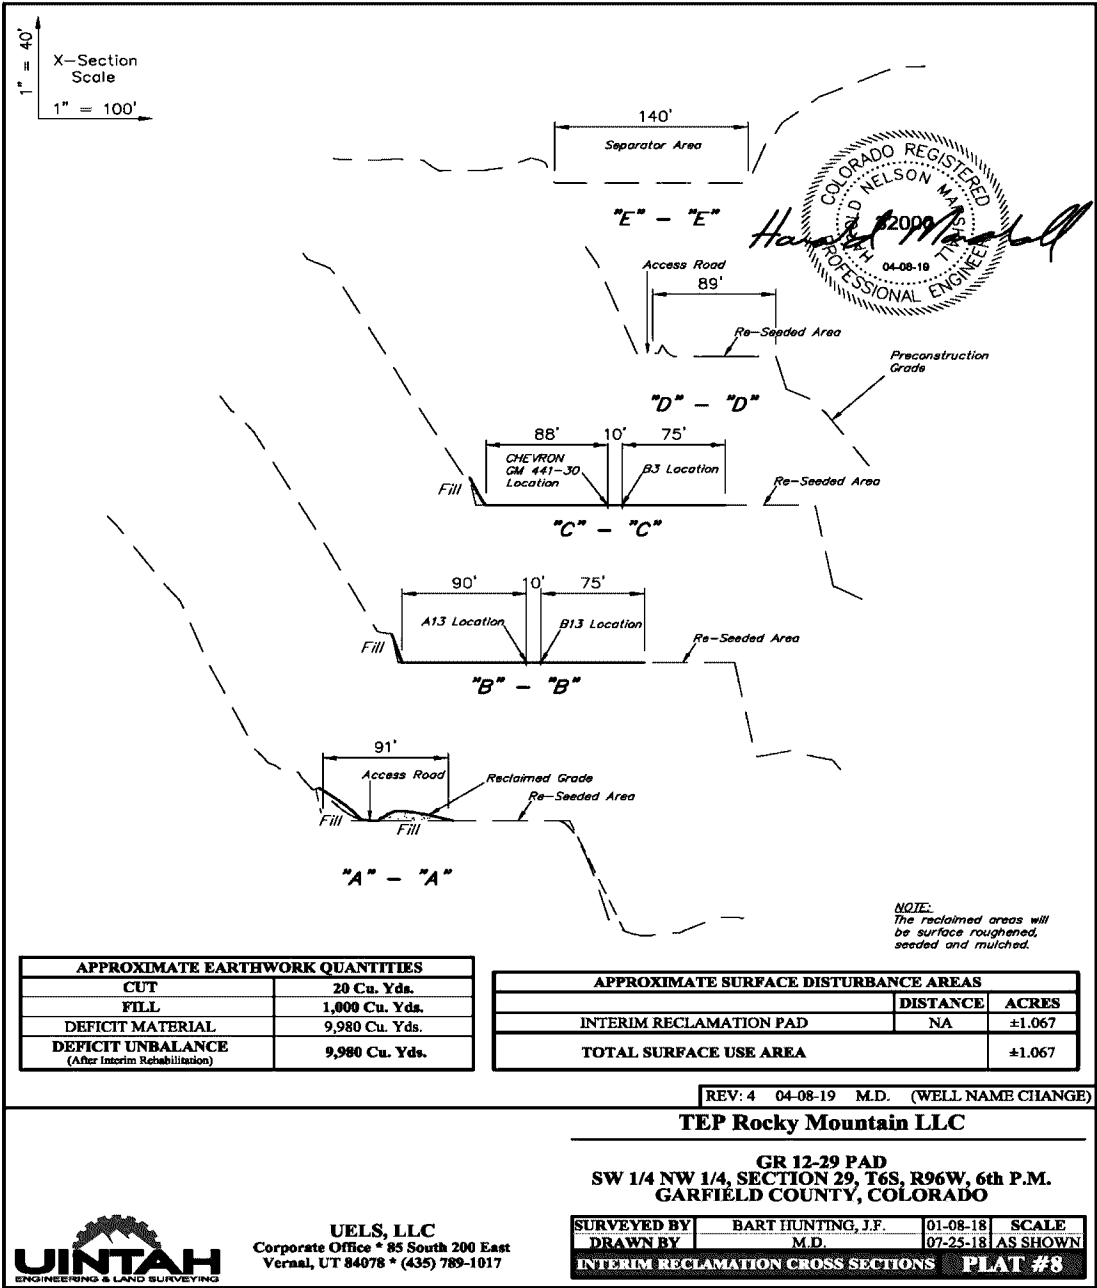 1" = 40'
X-Section
Scale
1" = 100'
140'
Separator Area
"E" - "E"
COLORADO REGISTERED
HAROLD NELSON MARSHALL
32000
04-08-19
PROFESSIONAL ENGINEER
Harold Marshall
Access Road
89'
Re-Seeded Area
Preconstruction
Grade
"D" - "D"
88'
10'
75'
CHEVRON
GM 441-30
Location
B3 Location
Fill
Re-Seeded Area
"C" - "C"
90'
10'
75'
A13 Location
B13 Location
Fill
Re-Seeded Area
"B" - "B"
91'
Access Road
Reclaimed Grade
Re-Seeded Area
Fill
Fill
"A" - "A"
NOTE:
The reclaimed areas will
be surface roughened,
seeded and mulched.
APPROXIMATE EARTHWORK QUANTITIES
CUT 20 Cu. Yds.
FILL 1,000 Cu. Yds.
DEFICIT MATERIAL 9,980 Cu. Yds.
DEFICIT UNBALANCE 9,980 Cu. Yds.
(After Interim Rehabilitation)
APPROXIMATE SURFACE DISTURBANCE AREAS
DISTANCE ACRES
INTERIM RECLAMATION PAD NA ±1.067
TOTAL SURFACE USE AREA ±1.067
REV: 4 04-08-19 M.D. (WELL NAME CHANGE)
TEP Rocky Mountain LLC
GR 12-29 PAD
SW 1/4 NW 1/4, SECTION 29, T6S, R96W, 6th P.M.
GARFIELD COUNTY, COLORADO
UINTAH
ENGINEERING & LAND SURVEYING
UELS, LLC
Corporate Office * 85 South 200 East
Vernal, UT 84078 * (435) 789-1017
SURVEYED BY BART HUNTING, J.F. 01-08-18 SCALE
DRAWN BY M.D. 07-25-18 AS SHOWN
INTERIM RECLAMATION CROSS SECTIONS PLAT #8